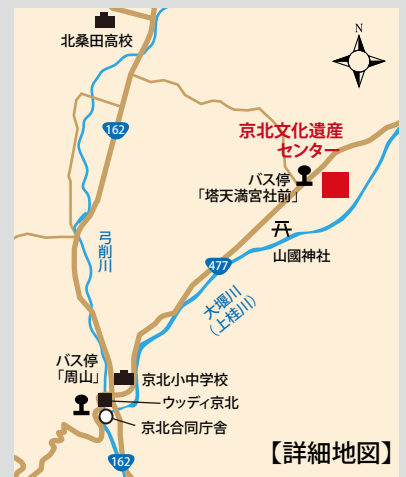 北桑田高校
N
162
京北文化遺産
センター
バス停
「塔天満宮社前」
弓削川
山國神社
477
大堰川
（上桂川）
バス停
「周山」
京北小中学校
ウッディ京北
京北合同庁舎
【詳細地図】
162